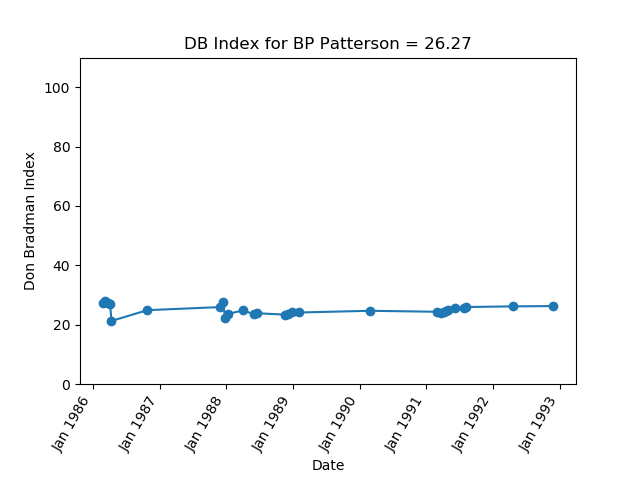 DB Index for BP Patterson = 26.27
Don Bradman Index
100
80
60
40
20
0
Jan 1986
Jan 1987
Jan 1988
Jan 1989
Jan 1990
Jan 1991
Jan 1992
Jan 1993
Date